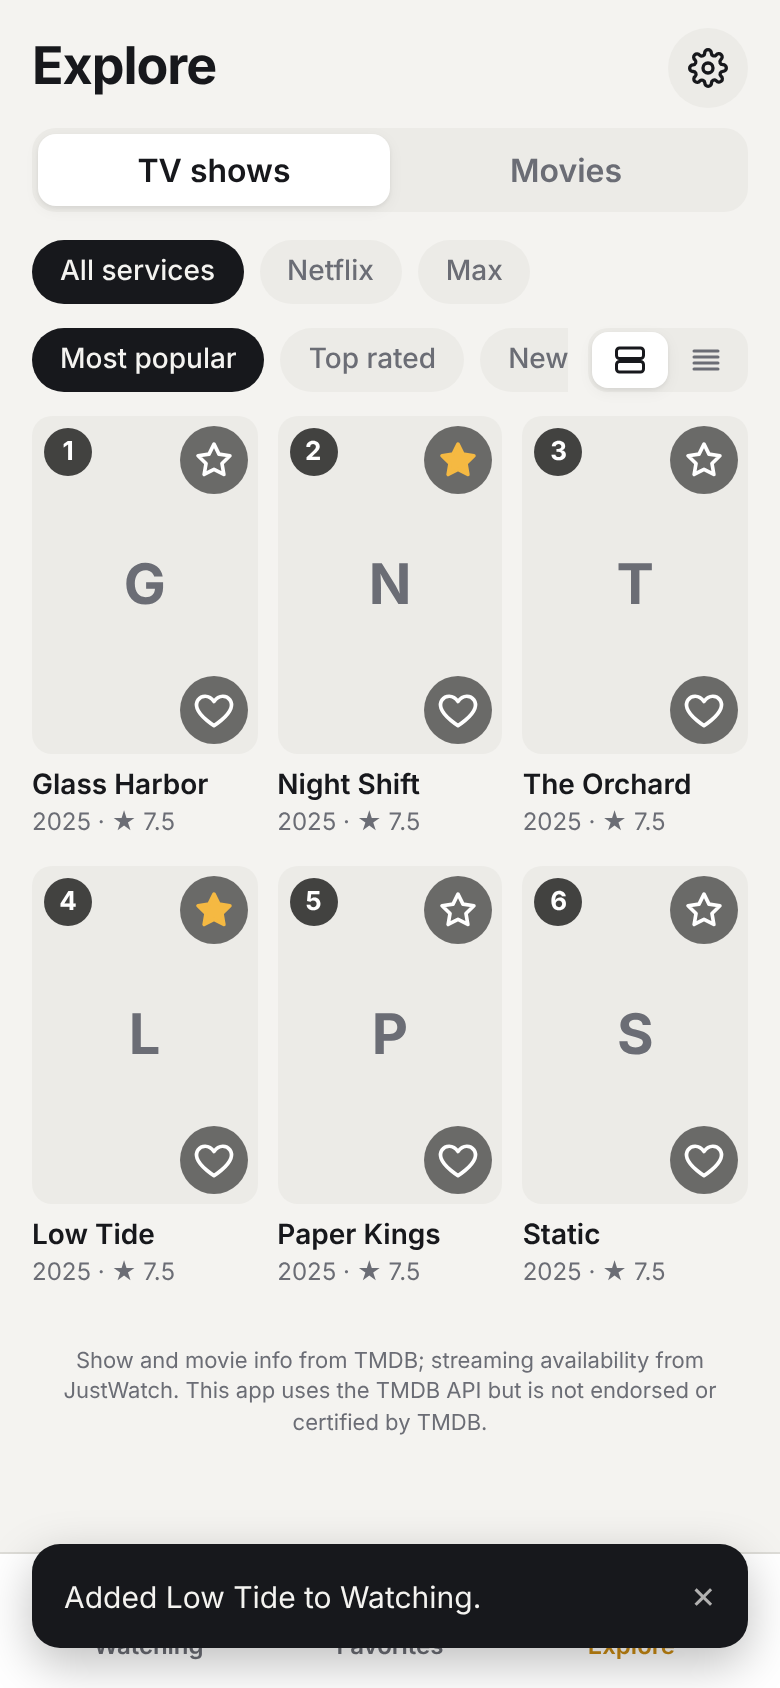 Explore
TV shows Movies
All services Netflix Max
Most popular Top rated New
1 2 3
G N T
Glass Harbor Night Shift The Orchard
2025 · ★ 7.5 2025 · ★ 7.5 2025 · ★ 7.5
4 5 6
L P S
Low Tide Paper Kings Static
2025 · ★ 7.5 2025 · ★ 7.5 2025 · ★ 7.5
Show and movie info from TMDB; streaming availability from
JustWatch. This app uses the TMDB API but is not endorsed or
certified by TMDB.
Added Low Tide to Watching.
Watching Favorites Explore